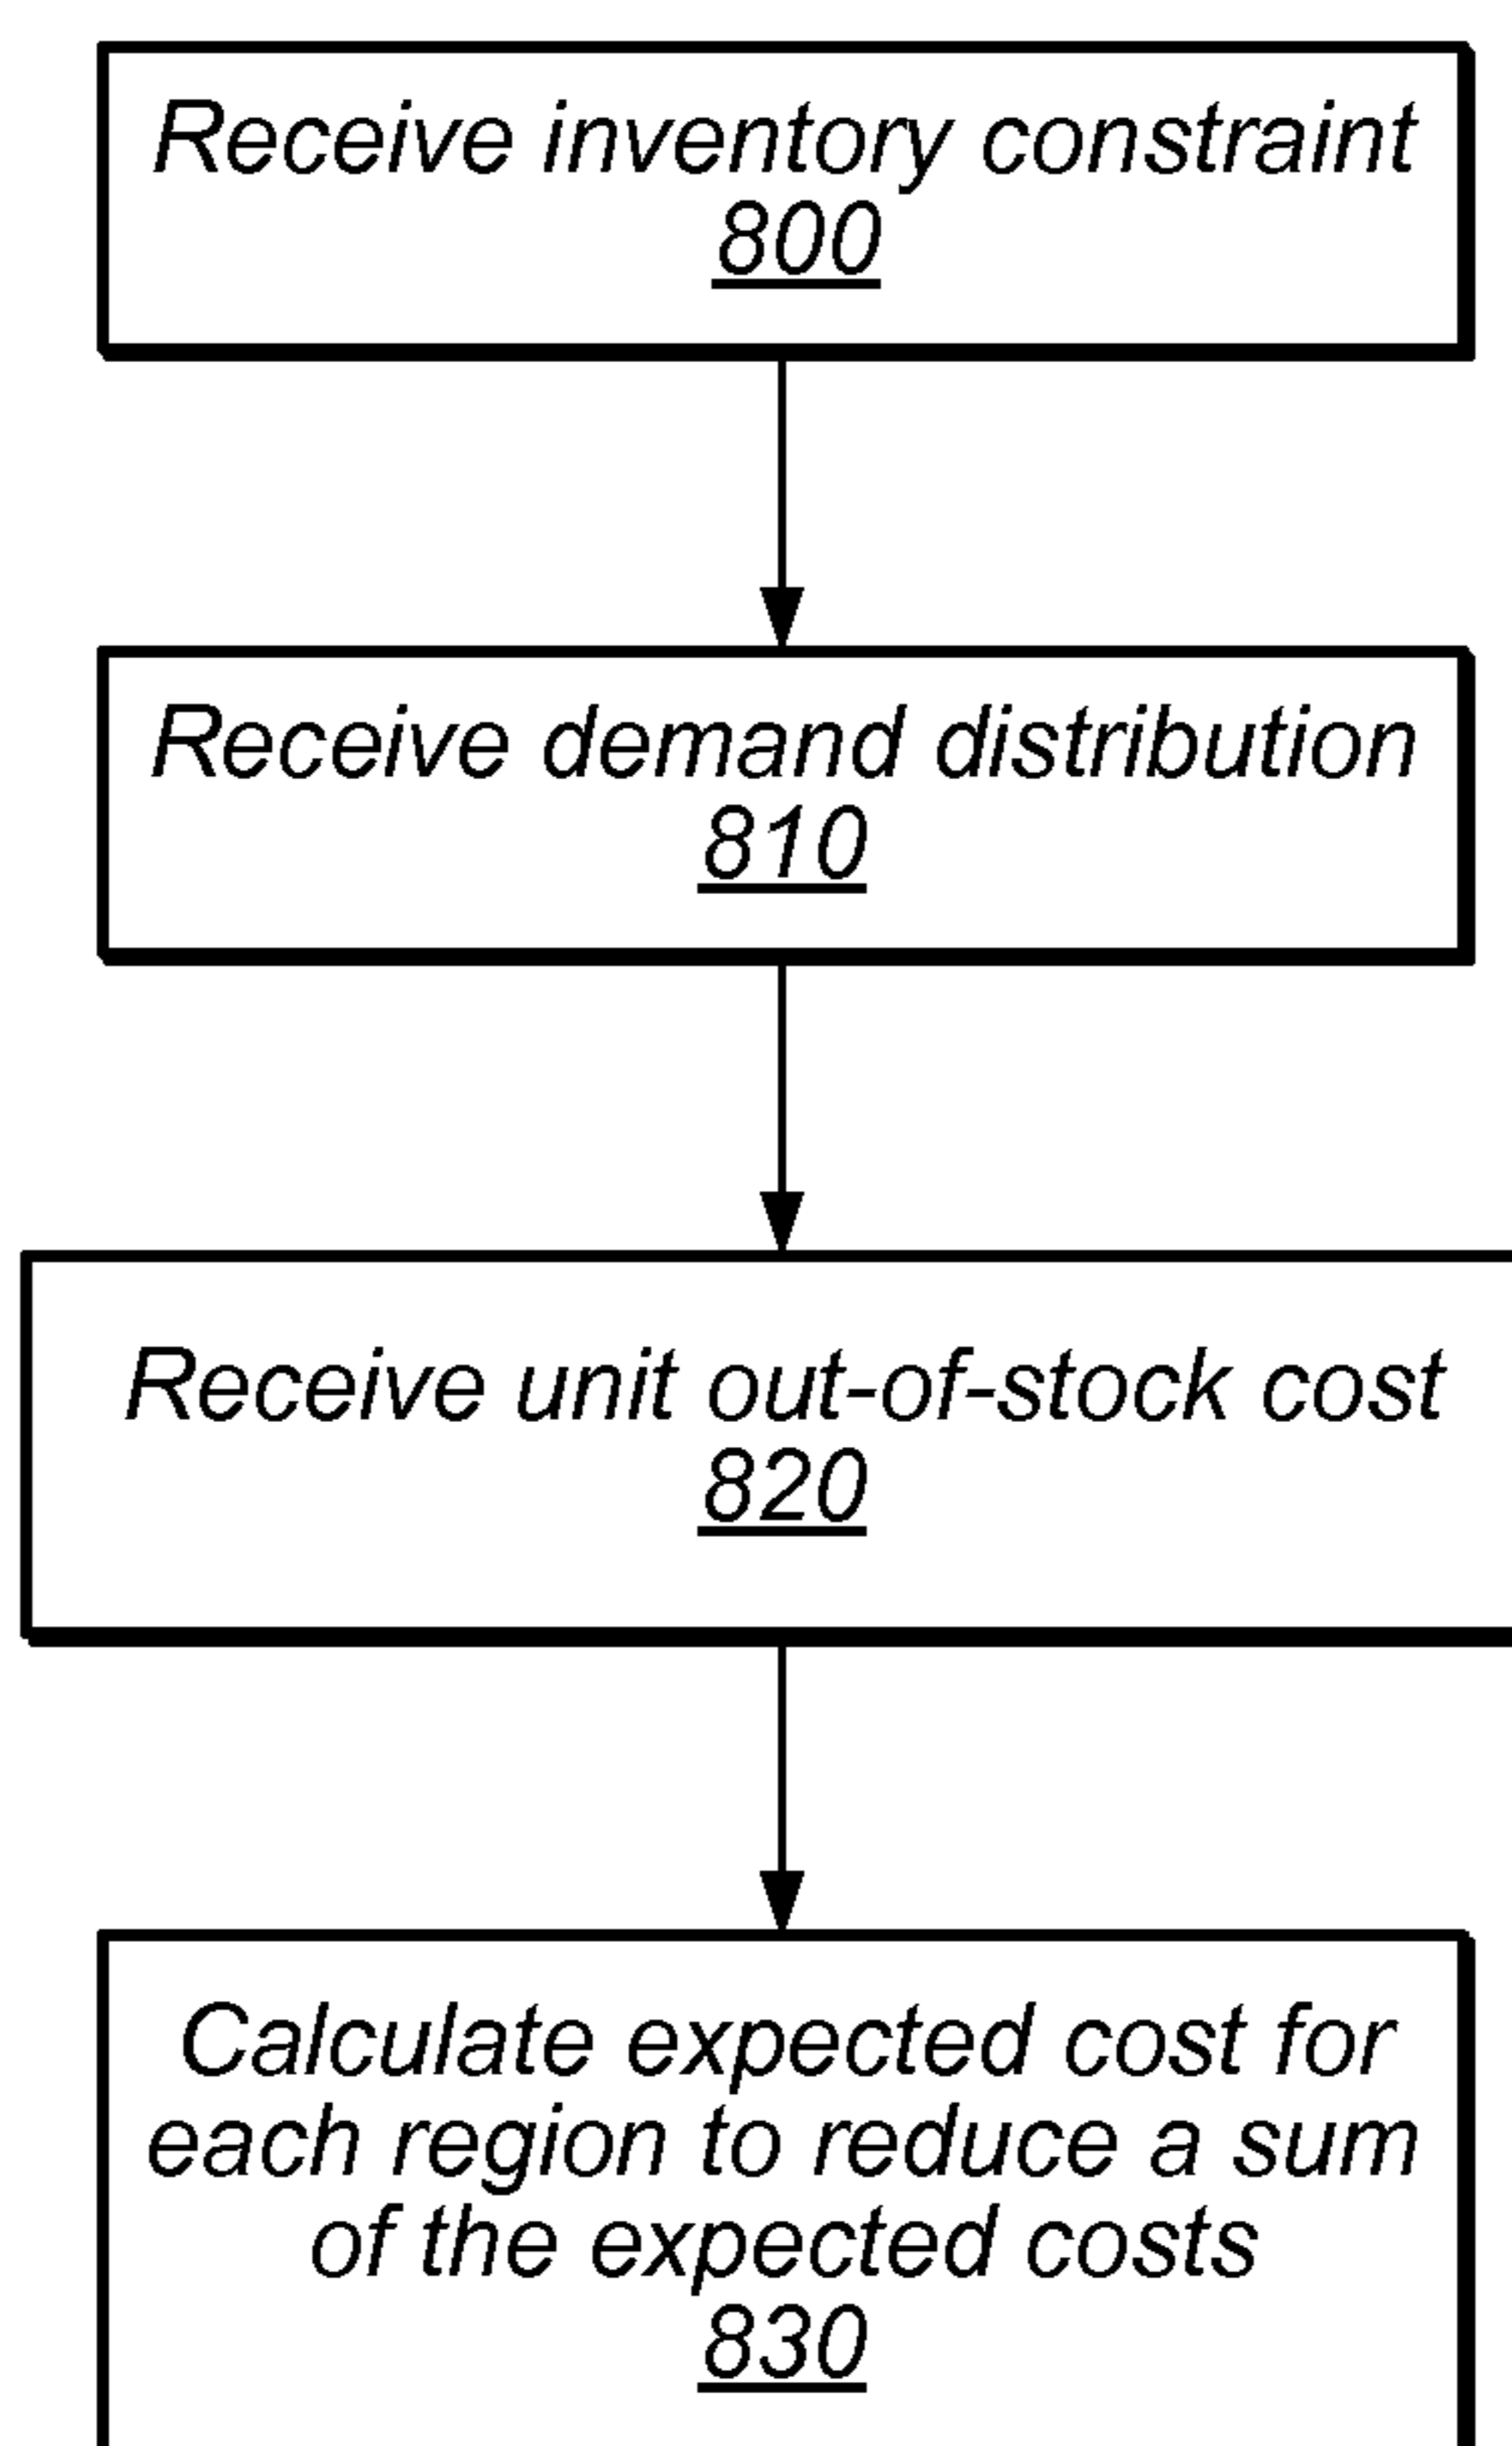 Receive inventory constraint
800
Receive demand distribution
810
Receive unit out-of-stock cost
820
Calculate expected cost for
each region to reduce a sum
of the expected costs
830